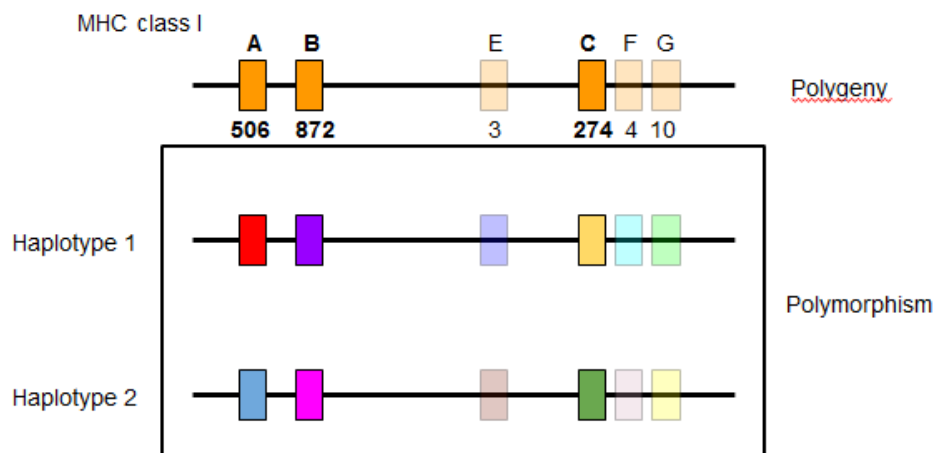 MHC class I
A B E C F G
Polygeny
506 872 3 274 4 10
Haplotype 1
Polymorphism
Haplotype 2